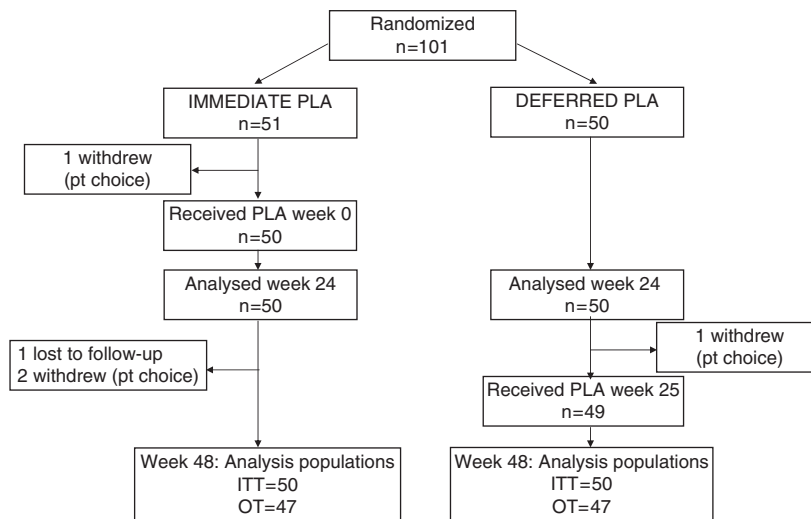 Randomized
n=101
IMMEDIATE PLA
n=51
DEFERRED PLA
n=50
1 withdrew
(pt choice)
Received PLA week 0
n=50
Analysed week 24
n=50
Analysed week 24
n=50
1 lost to follow-up
2 withdrew (pt choice)
1 withdrew
(pt choice)
Received PLA week 25
n=49
Week 48: Analysis populations
ITT=50
OT=47
Week 48: Analysis populations
ITT=50
OT=47